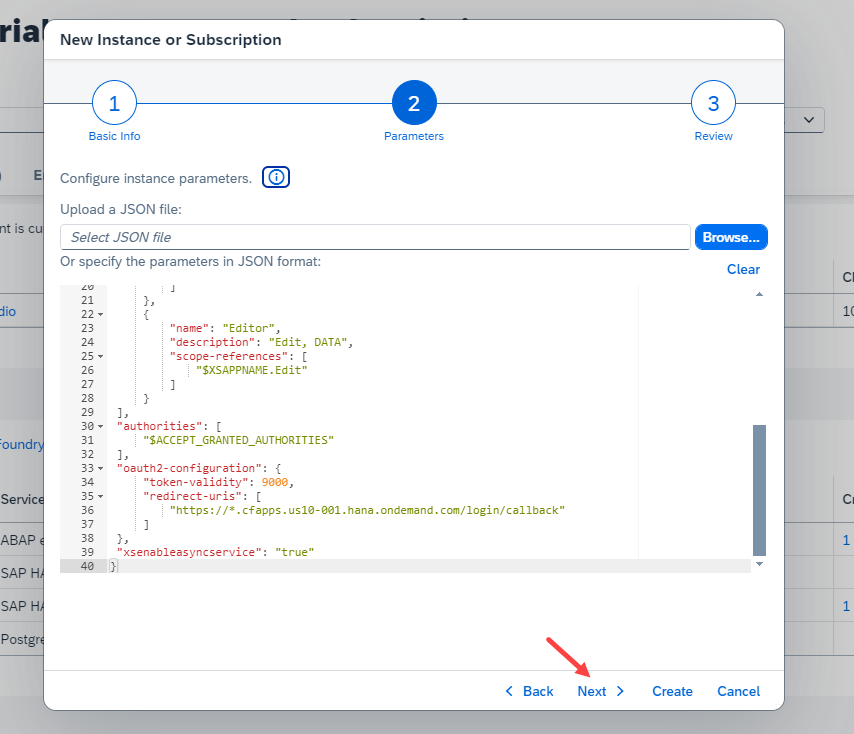 New Instance or Subscription
1
2
3
Basic Info
Parameters
Review
Configure instance parameters.
Upload a JSON file:
Select JSON file
Browse...
Or specify the parameters in JSON format:
Clear
20 ]
21 },
22 {
23 "name": "Editor",
24 "description": "Edit, DATA",
25 "scope-references": [
26 "$XSAPPNAME.Edit"
27 ]
28 }
29 ],
30 "authorities": [
31 "$ACCEPT_GRANTED_AUTHORITIES"
32 ],
33 "oauth2-configuration": {
34 "token-validity": 9000,
35 "redirect-uris": [
36 "https://*.cfapps.us10-001.hana.ondemand.com/login/callback"
37 ]
38 },
39 "xsenableasyncservice": "true"
40 }
Back
Next
Create
Cancel
rial
nt is cu
dio
10
Foundry
Service
ABAP e
1
SAP HA
SAP HA
1
Postgre